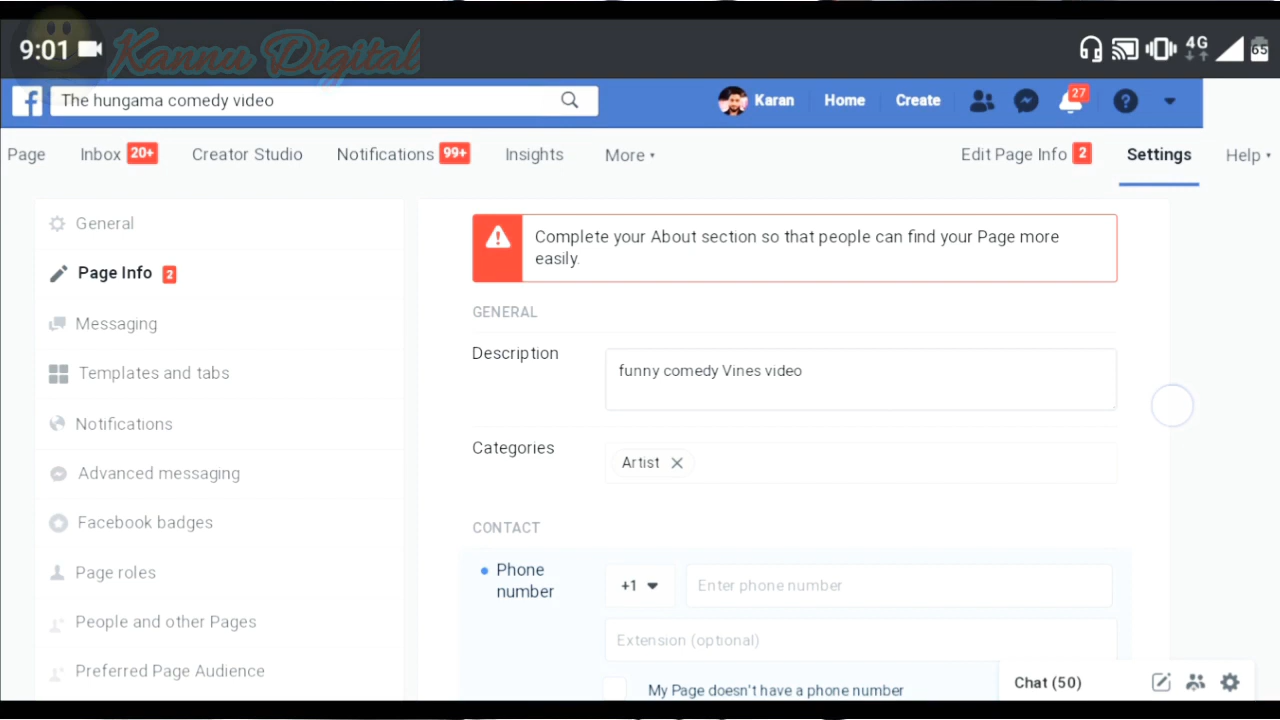 Kannu Digital
9:01 4G 65
f The hungama comedy video Karan Home Create 27 ?
Page Inbox 20+ Creator Studio Notifications 99+ Insights More Edit Page Info 2 Settings Help
General
Page Info 2
Messaging
Templates and tabs
Notifications
Advanced messaging
Facebook badges
Page roles
People and other Pages
Preferred Page Audience
Complete your About section so that people can find your Page more
easily.
GENERAL
Description funny comedy Vines video
Categories Artist
CONTACT
Phone
number
+1 Enter phone number
Extension (optional)
My Page doesn't have a phone number
Chat (50)